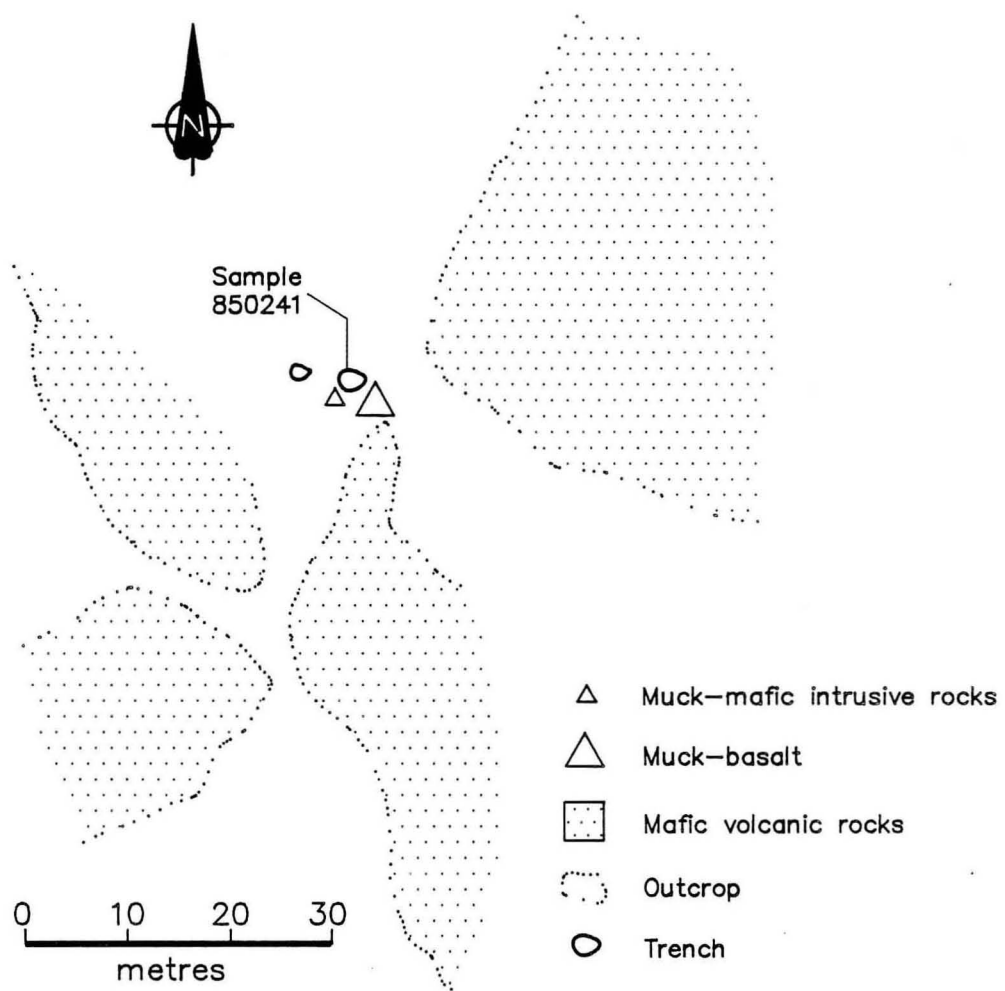 N
Sample
850241
Muck-mafic intrusive rocks
Muck-basalt
Mafic volcanic rocks
Outcrop
Trench
0 10 20 30
metres